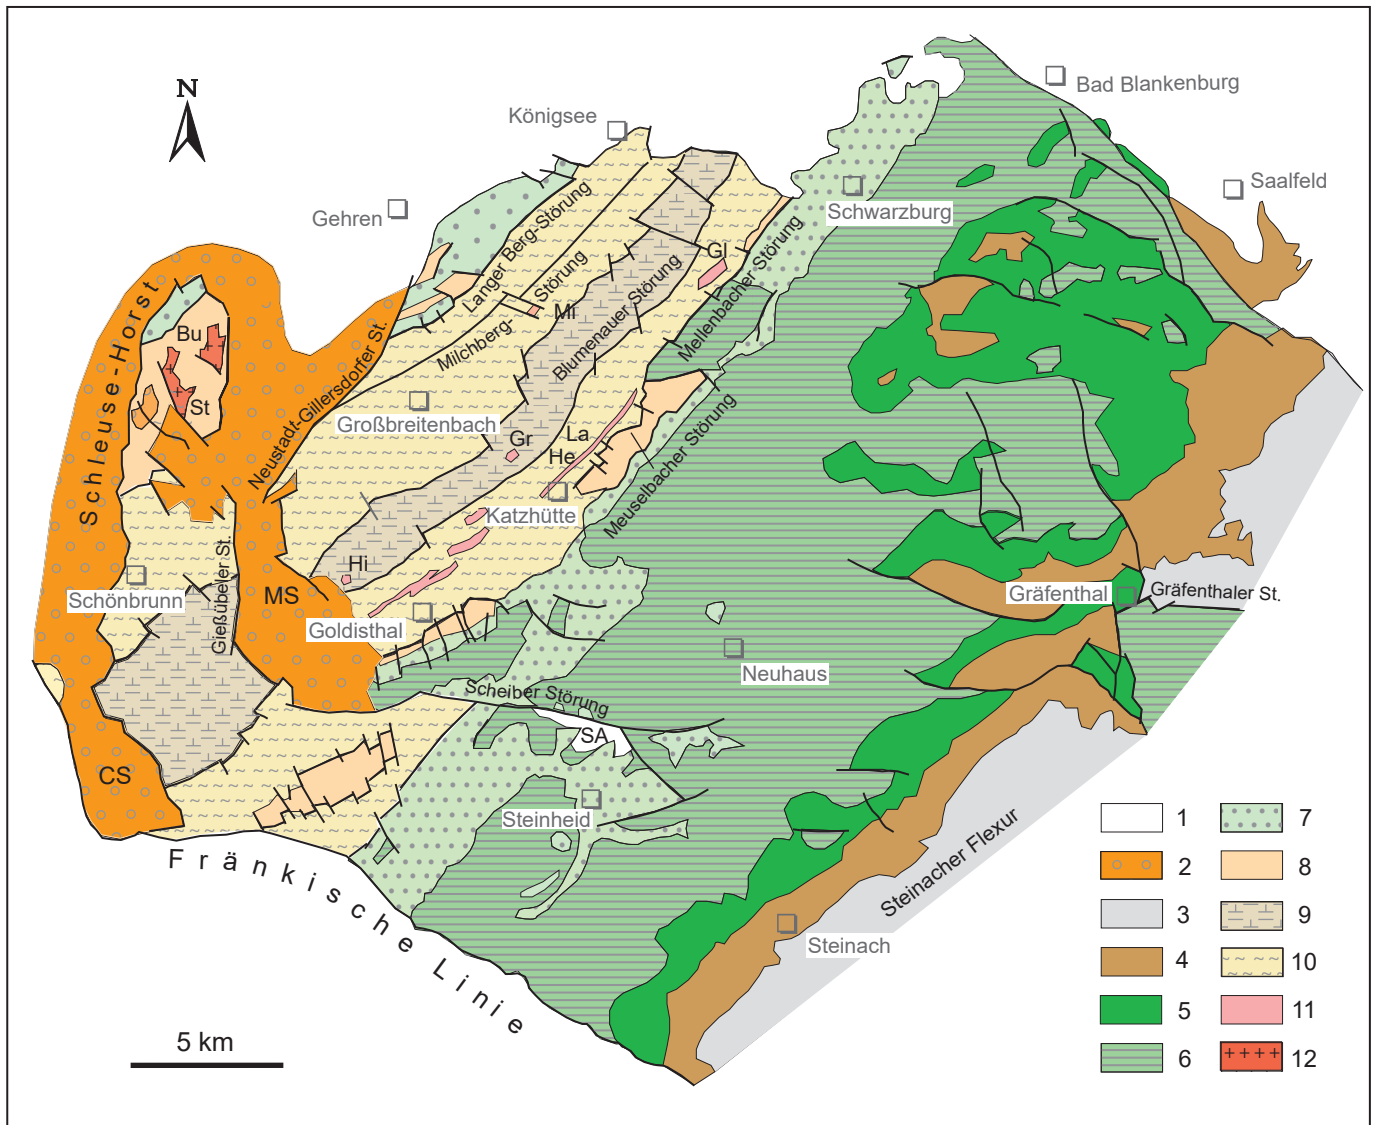 N
Königsee
Bad Blankenburg
Saalfeld
Gehren
Schwarzburg
Langer Berg-Störung
Milchberg-
Störung
Blumenauer Störung
Mellenbacher Störung
Meuselbacher Störung
Neustadt-Gillersdorfer St.
Schleuse-Horst
Bu
St
Gl
Mi
Großbreitenbach
Gr
La
He
Katzhütte
Hi
Schönbrunn
Gießübeler St.
MS
Goldisthal
Gräfenthal
Gräfenthaler St.
Neuhaus
Scheiber Störung
SA
CS
Steinheid
Steinach
Steinacher Flexur
Fränkische Linie
5 km
1
2
3
4
5
6
7
8
9
10
11
12